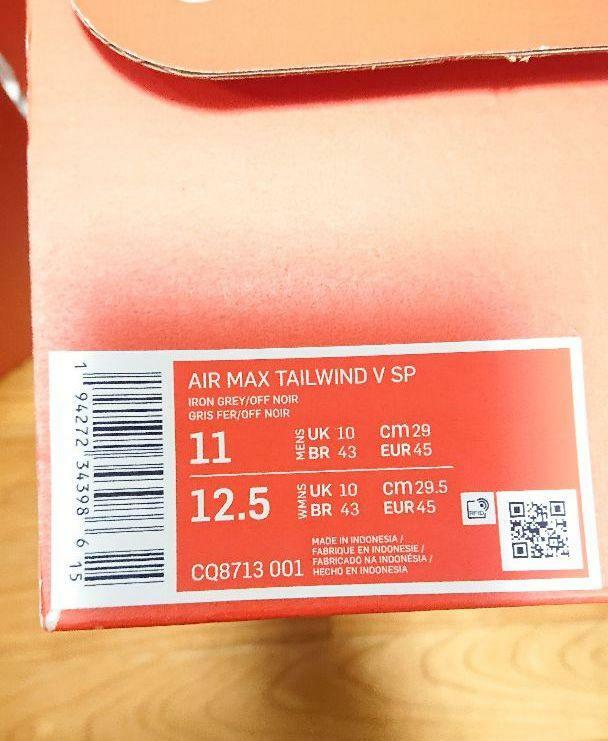 AIR MAX TAILWIND V SP
IRON GREY/OFF NOIR
GRIS FER/OFF NOIR
11 MENS UK 10 CM 29
BR 43 EUR 45
12.5 WMNS UK 10 CM 29.5
BR 43 EUR 45
RFID
CQ8713 001
MADE IN INDONESIA /
FABRIQUE EN INDONESIE /
FABRICADO NA INDONÉSIA /
HECHO EN INDONESIA
1 94272 34398 6 15